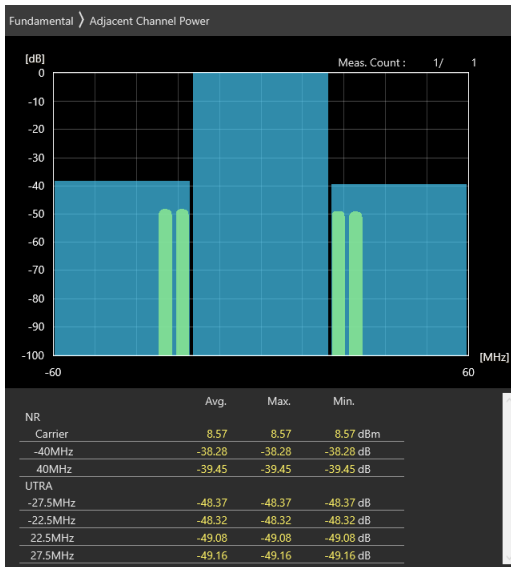 Fundamental 〉 Adjacent Channel Power
[dB]
Meas. Count : 1/ 1
0
-10
-20
-30
-40
-50
-60
-70
-80
-90
-100
[MHz]
-60 60
Avg. Max. Min.
NR
Carrier 8.57 8.57 8.57 dBm
-40MHz -38.28 -38.28 -38.28 dB
40MHz -39.45 -39.45 -39.45 dB
UTRA
-27.5MHz -48.37 -48.37 -48.37 dB
-22.5MHz -48.32 -48.32 -48.32 dB
22.5MHz -49.08 -49.08 -49.08 dB
27.5MHz -49.16 -49.16 -49.16 dB